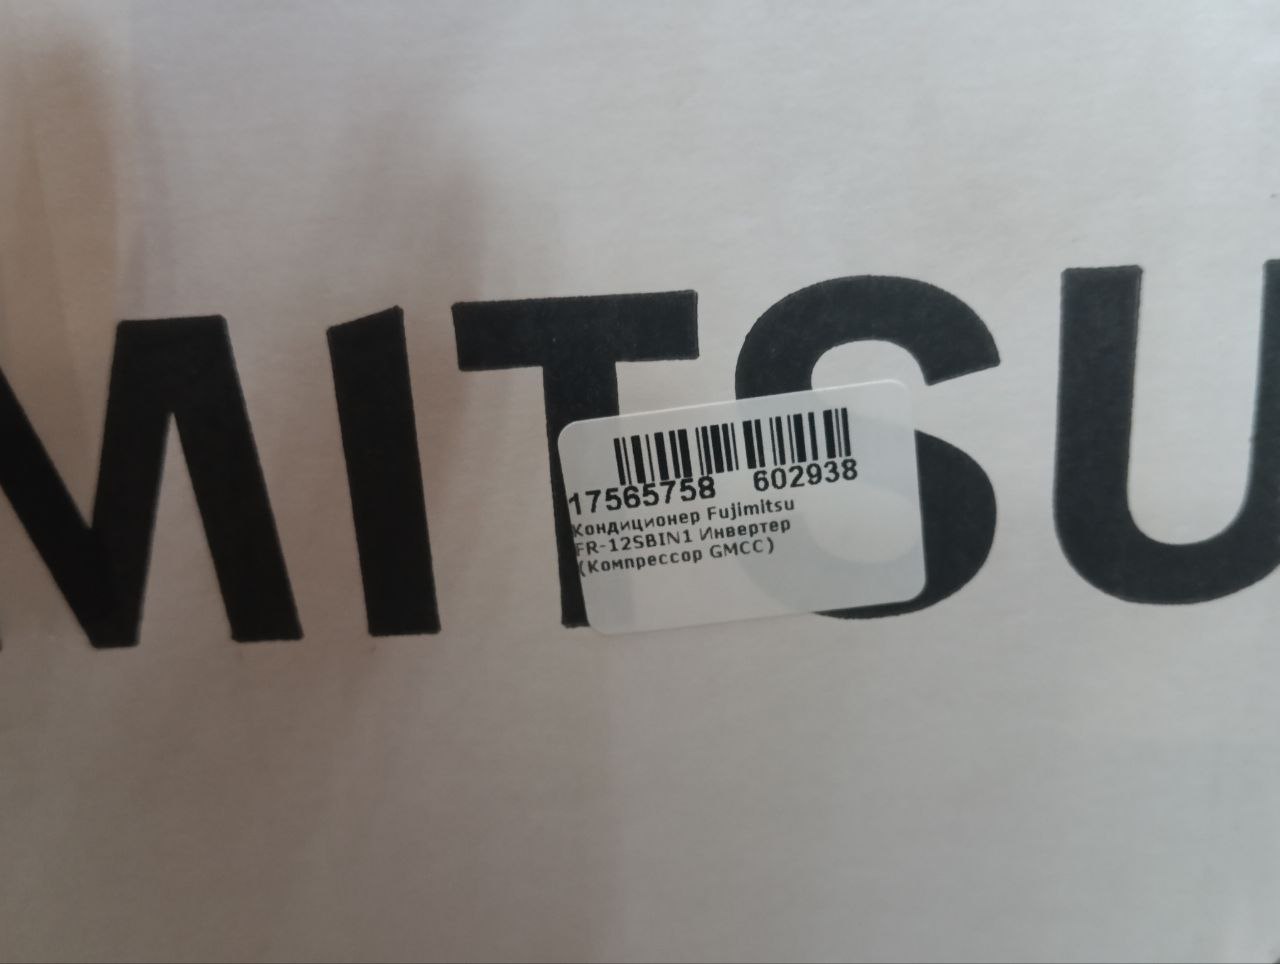 MITSU
17565758 602938
Кондиционер Fujimitsu
FR-12SBIN1 Инвертер
(Компрессор GMCC)